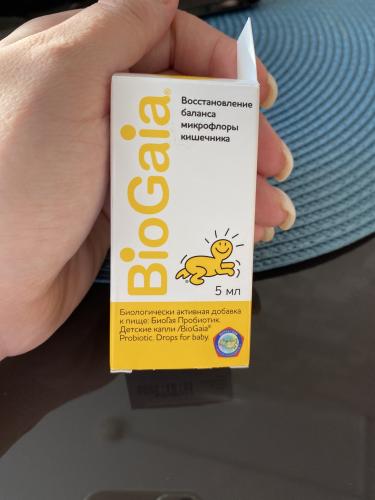 BioGaia®
Восстановление
баланса
микрофлоры
кишечника
5 мл
Биологически активная добавка
к пище: БиоГая Пробиотик.
Детские капли /BioGaia®
Probiotic. Drops for baby.